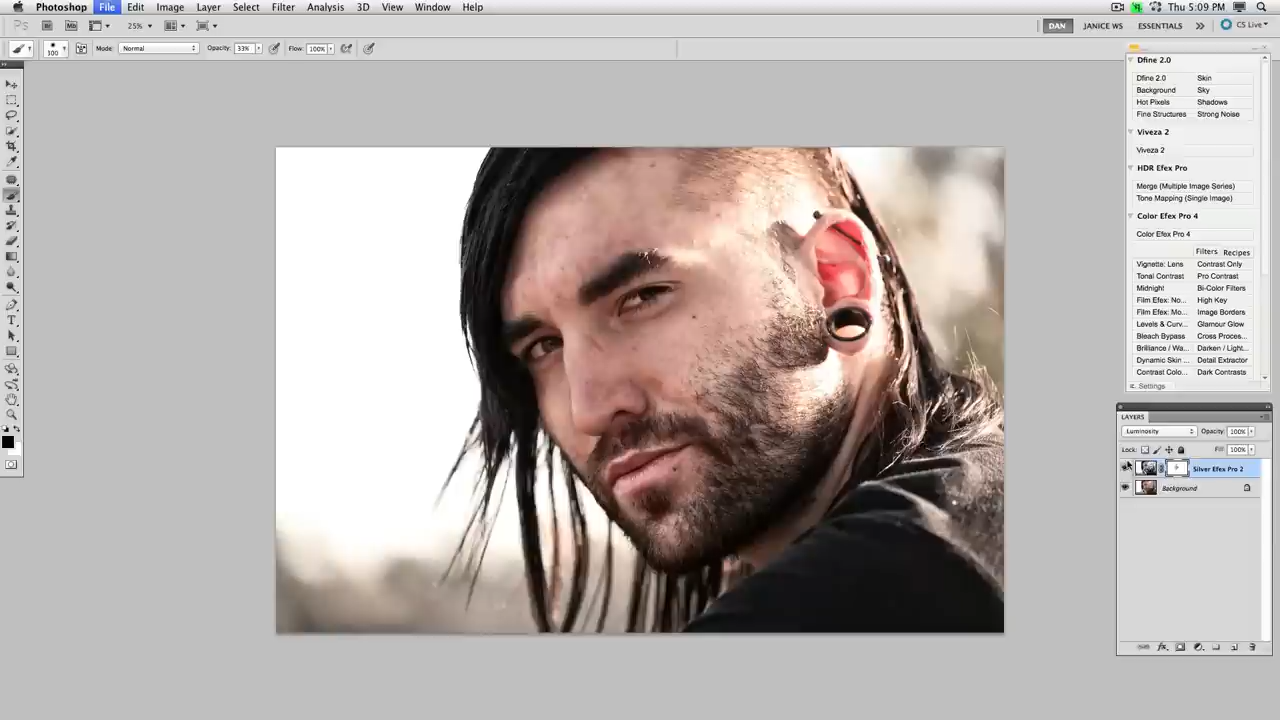 Photoshop File Edit Image Layer Select Filter Analysis 3D View Window Help Thu 5:09 PM
Ps Br Mb 25% DAN JANICE WS ESSENTIALS CS Live
300 Mode: Normal Opacity: 33% Flow: 100%
Dfine 2.0
Dfine 2.0 Skin
Background Sky
Hot Pixels Shadows
Fine Structures Strong Noise
Viveza 2
Viveza 2
HDR Efex Pro
Merge (Multiple Image Series)
Tone Mapping (Single Image)
Color Efex Pro 4
Color Efex Pro 4
Filters Recipes
Vignette: Lens Contrast Only
Tonal Contrast Pro Contrast
Midnight Bi-Color Filters
Film Efex: No... High Key
Film Efex: Mo... Image Borders
Levels & Curv... Glamour Glow
Bleach Bypass Cross Proces...
Brilliance / Wa... Darken / Light...
Dynamic Skin ... Detail Extractor
Contrast Colo... Dark Contrasts
Settings
LAYERS
Luminosity Opacity: 100%
Lock: Fill: 100%
Silver Efex Pro 2
Background